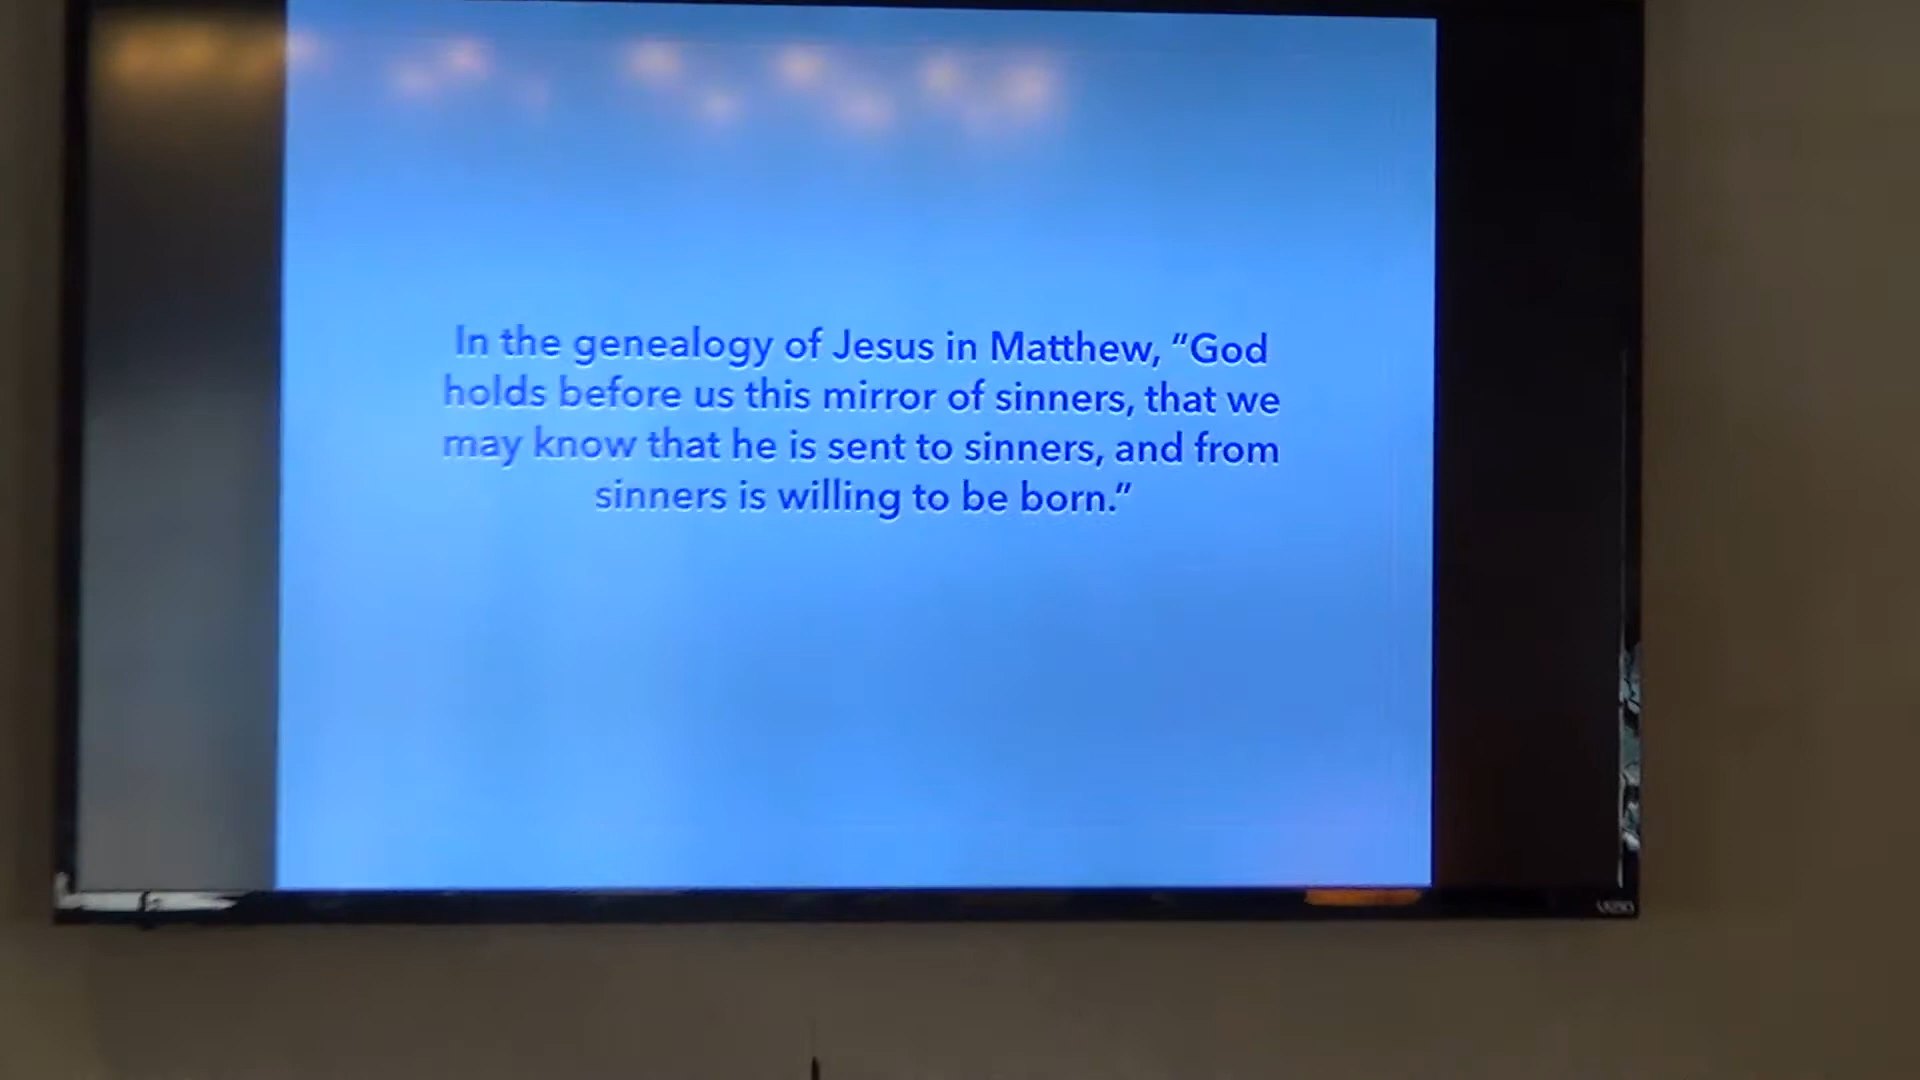 In the genealogy of Jesus in Matthew, "God
holds before us this mirror of sinners, that we
may know that he is sent to sinners, and from
sinners is willing to be born."
VIZIO